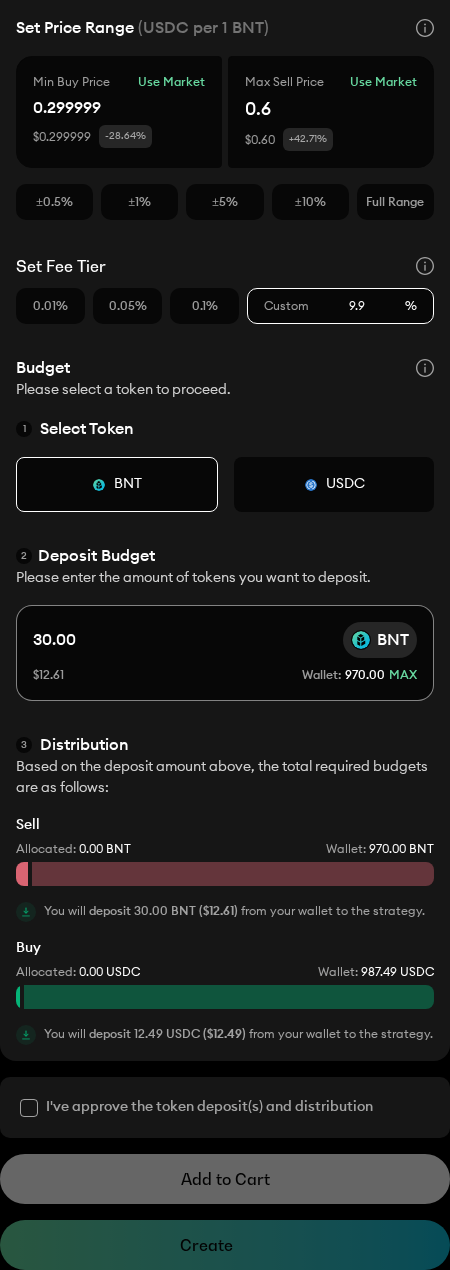 Set Price Range (USDC per 1 BNT)
Min Buy Price Use Market
0.299999
$0.299999 -28.64%
Max Sell Price Use Market
0.6
$0.60 +42.71%
±0.5% ±1% ±5% ±10% Full Range
Set Fee Tier
0.01% 0.05% 0.1% Custom 9.9 %
Budget
Please select a token to proceed.
1 Select Token
BNT USDC
2 Deposit Budget
Please enter the amount of tokens you want to deposit.
30.00 BNT
$12.61 Wallet: 970.00 MAX
3 Distribution
Based on the deposit amount above, the total required budgets
are as follows:
Sell
Allocated: 0.00 BNT Wallet: 970.00 BNT
You will deposit 30.00 BNT ($12.61) from your wallet to the strategy.
Buy
Allocated: 0.00 USDC Wallet: 987.49 USDC
You will deposit 12.49 USDC ($12.49) from your wallet to the strategy.
I've approve the token deposit(s) and distribution
Add to Cart
Create